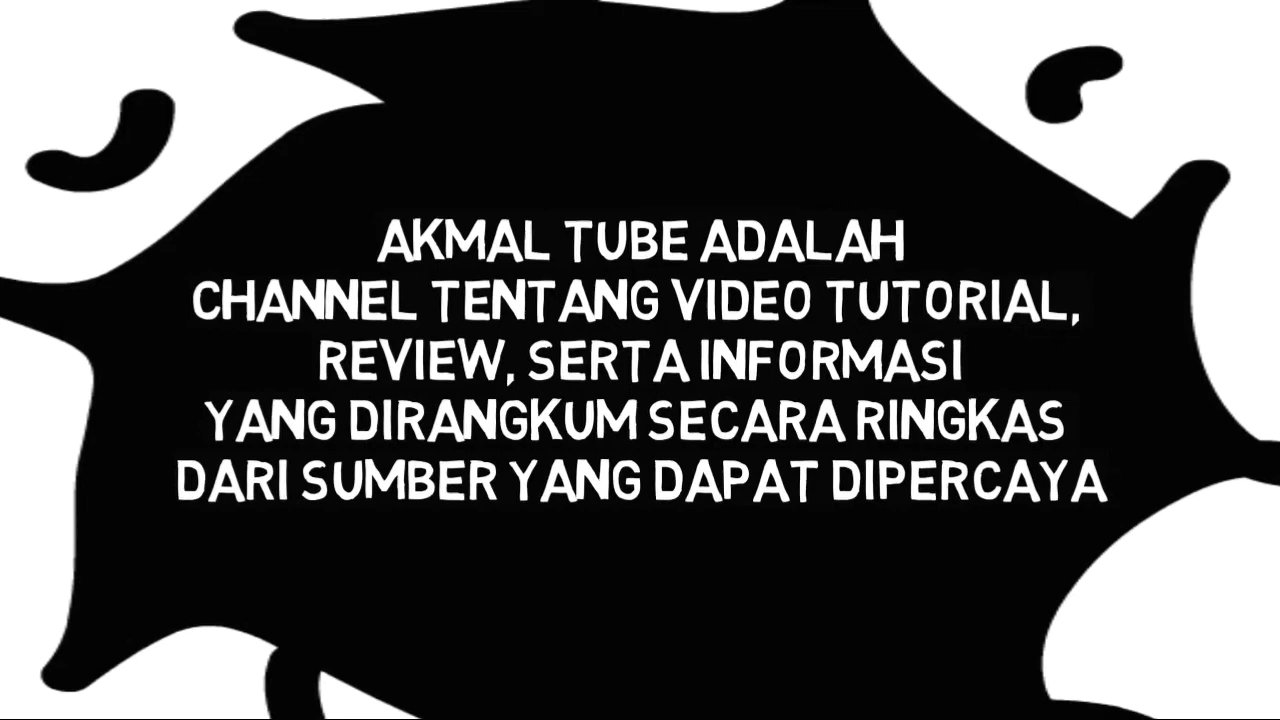 AKMAL TUBE ADALAH
CHANNEL TENTANG VIDEO TUTORIAL,
REVIEW, SERTA INFORMASI
YANG DIRANGKUM SECARA RINGKAS
DARI SUMBER YANG DAPAT DIPERCAYA